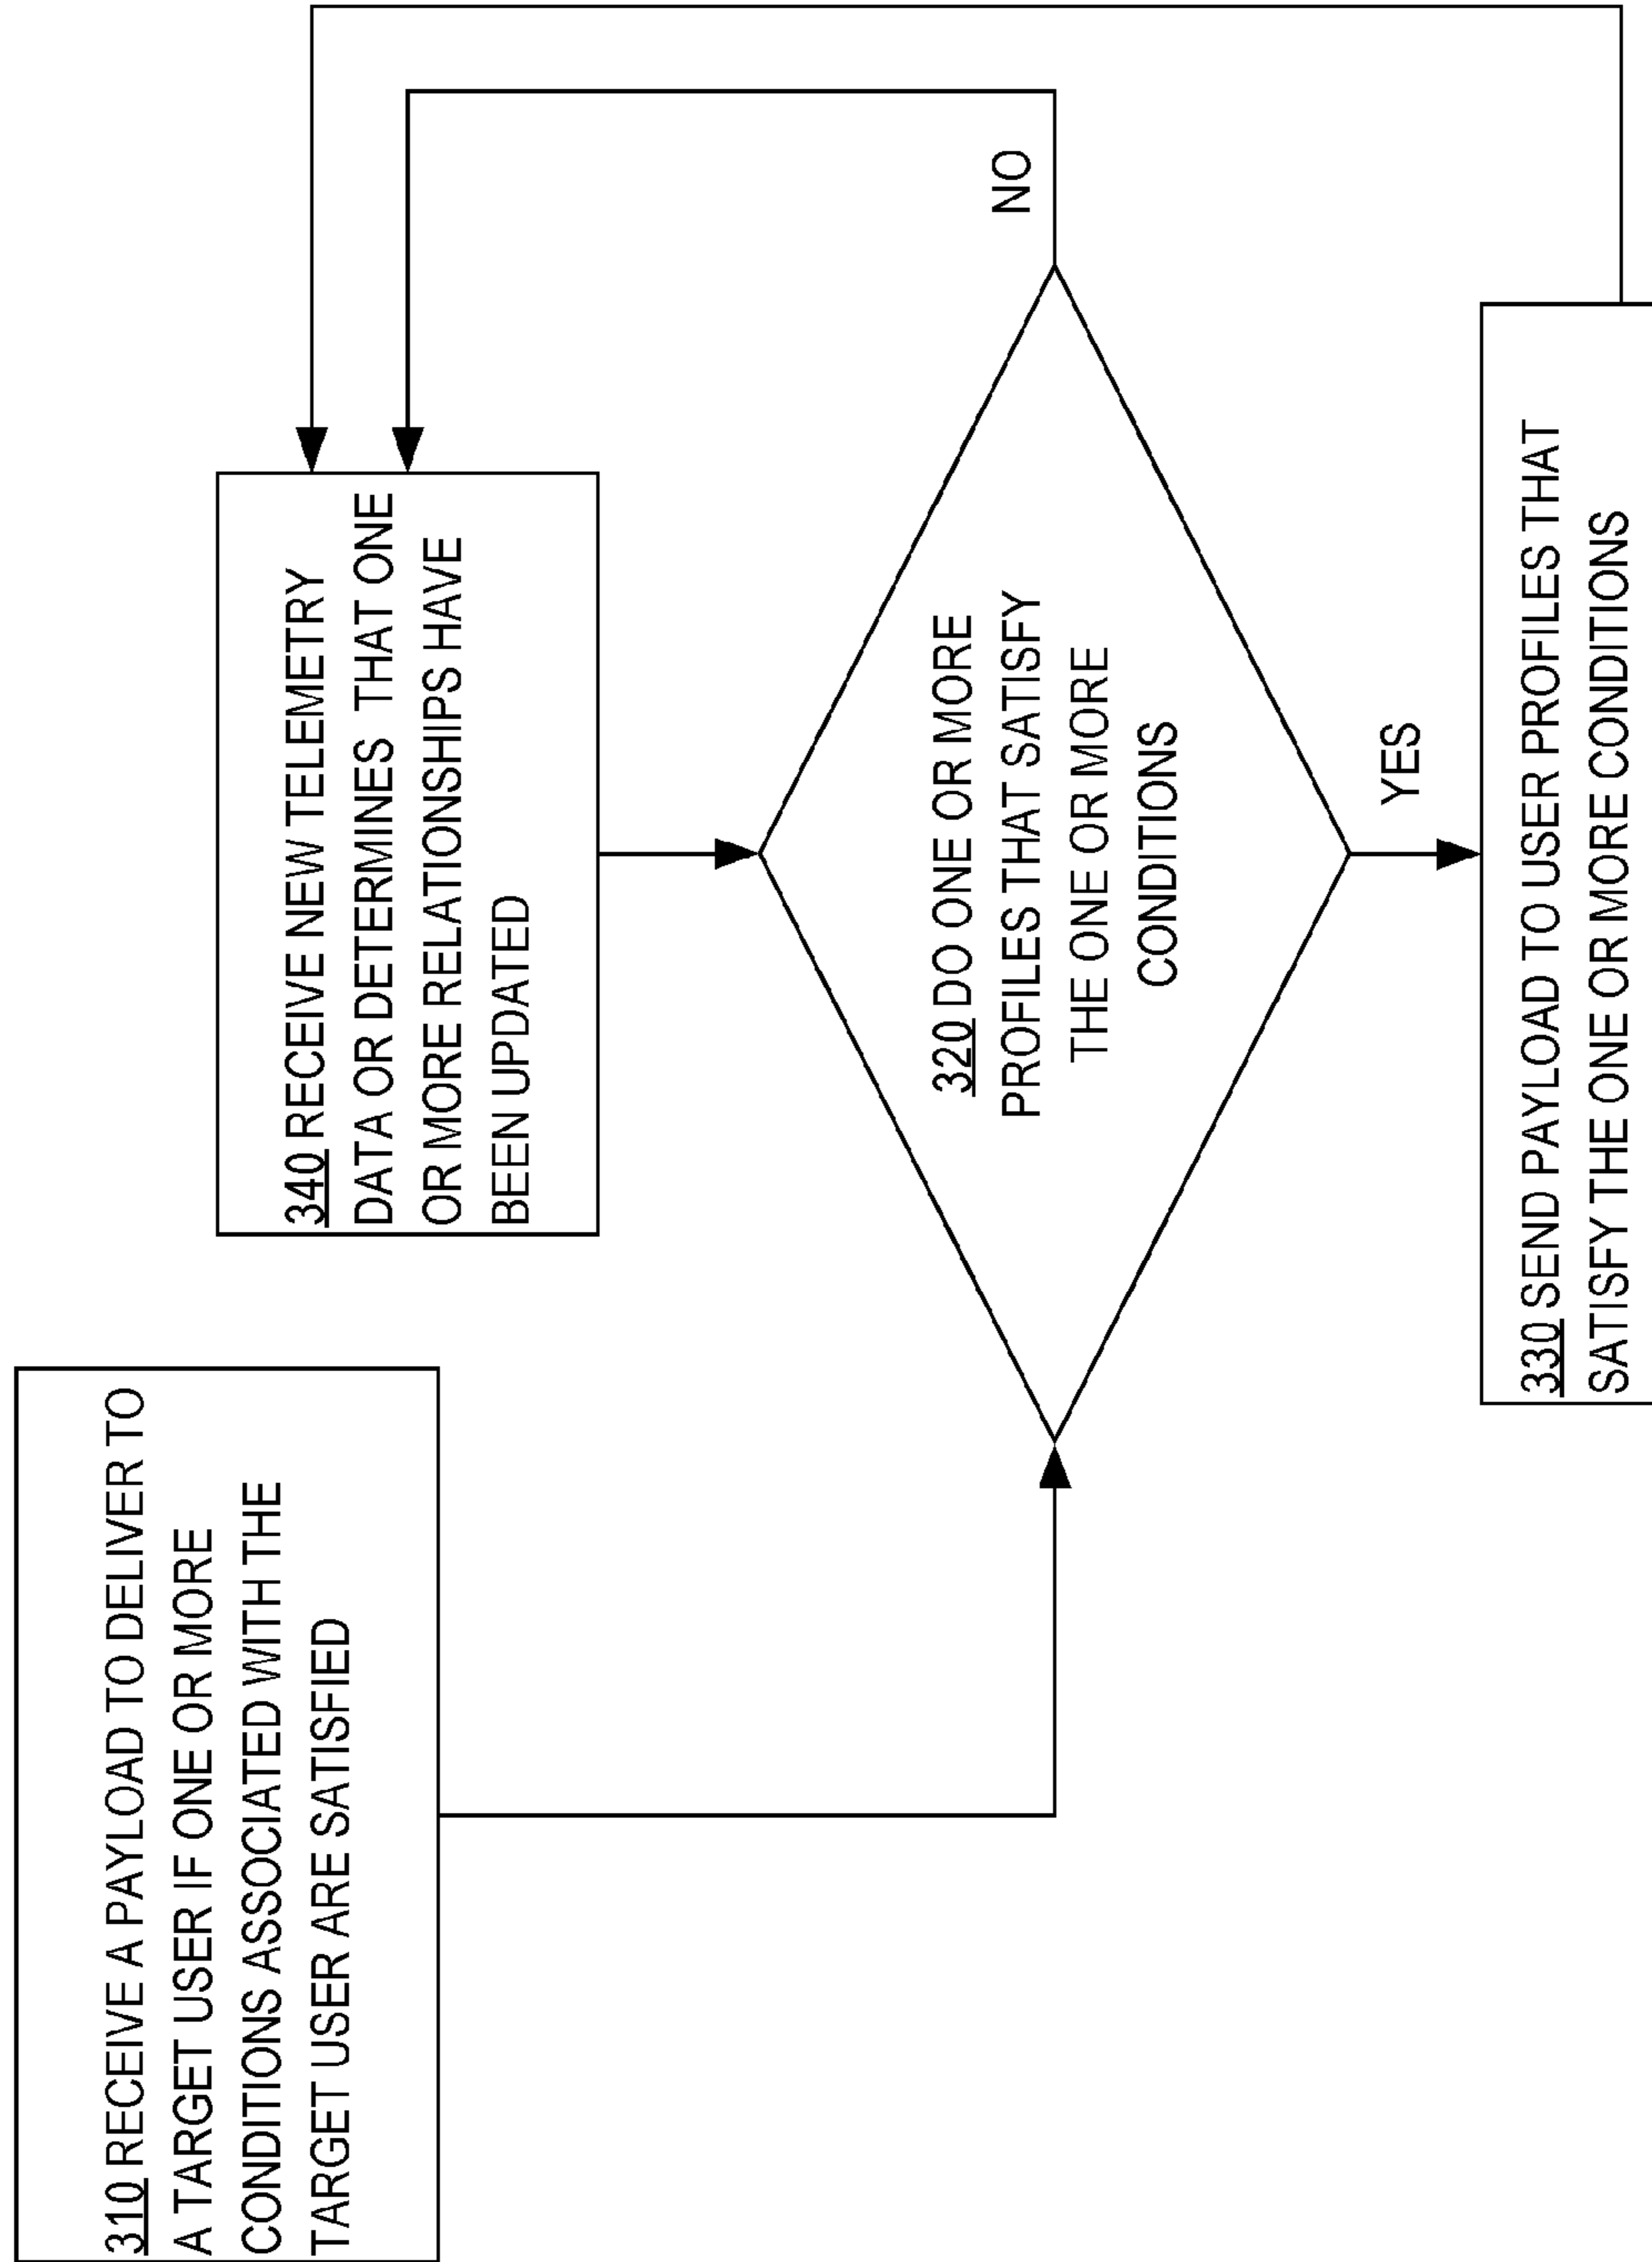 310 RECEIVE A PAYLOAD TO DELIVER TO
A TARGET USER IF ONE OR MORE
CONDITIONS ASSOCIATED WITH THE
TARGET USER ARE SATISFIED
340 RECEIVE NEW TELEMETRY
DATA OR DETERMINES THAT ONE
OR MORE RELATIONSHIPS HAVE
BEEN UPDATED
320 DO ONE OR MORE
PROFILES THAT SATISFY
THE ONE OR MORE
CONDITIONS
NO
YES
330 SEND PAYLOAD TO USER PROFILES THAT
SATISFY THE ONE OR MORE CONDITIONS